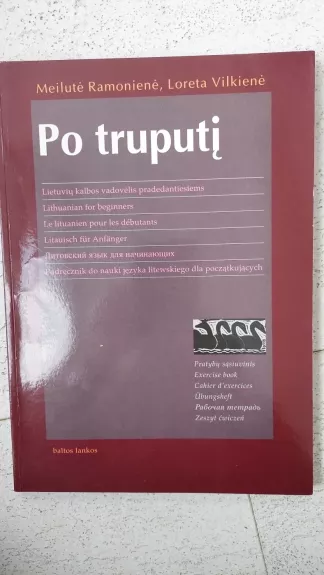 Meilutė Ramonienė, Loreta Vilkienė
Po truputį
Lietuvių kalbos vadovėlis pradedantiesiems
Lithuanian for beginners
Le lituanien pour les débutants
Litauisch für Anfänger
Литовский язык для начинающих
Podręcznik do nauki języka litewskiego dla początkujących
Pratybų sąsiuvinis
Exercise book
Cahier d'exercices
Übungsheft
Рабочая тетрадь
Zeszyt ćwiczeń
baltos lankos